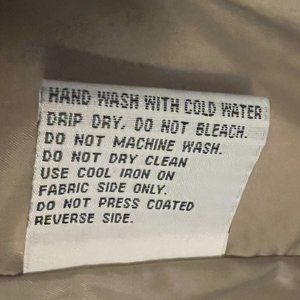 HAND WASH WITH COLD WATER
DRIP DRY, DO NOT BLEACH.
DO NOT MACHINE WASH.
DO NOT DRY CLEAN
USE COOL IRON ON
FABRIC SIDE ONLY.
DO NOT PRESS COATED
REVERSE SIDE.